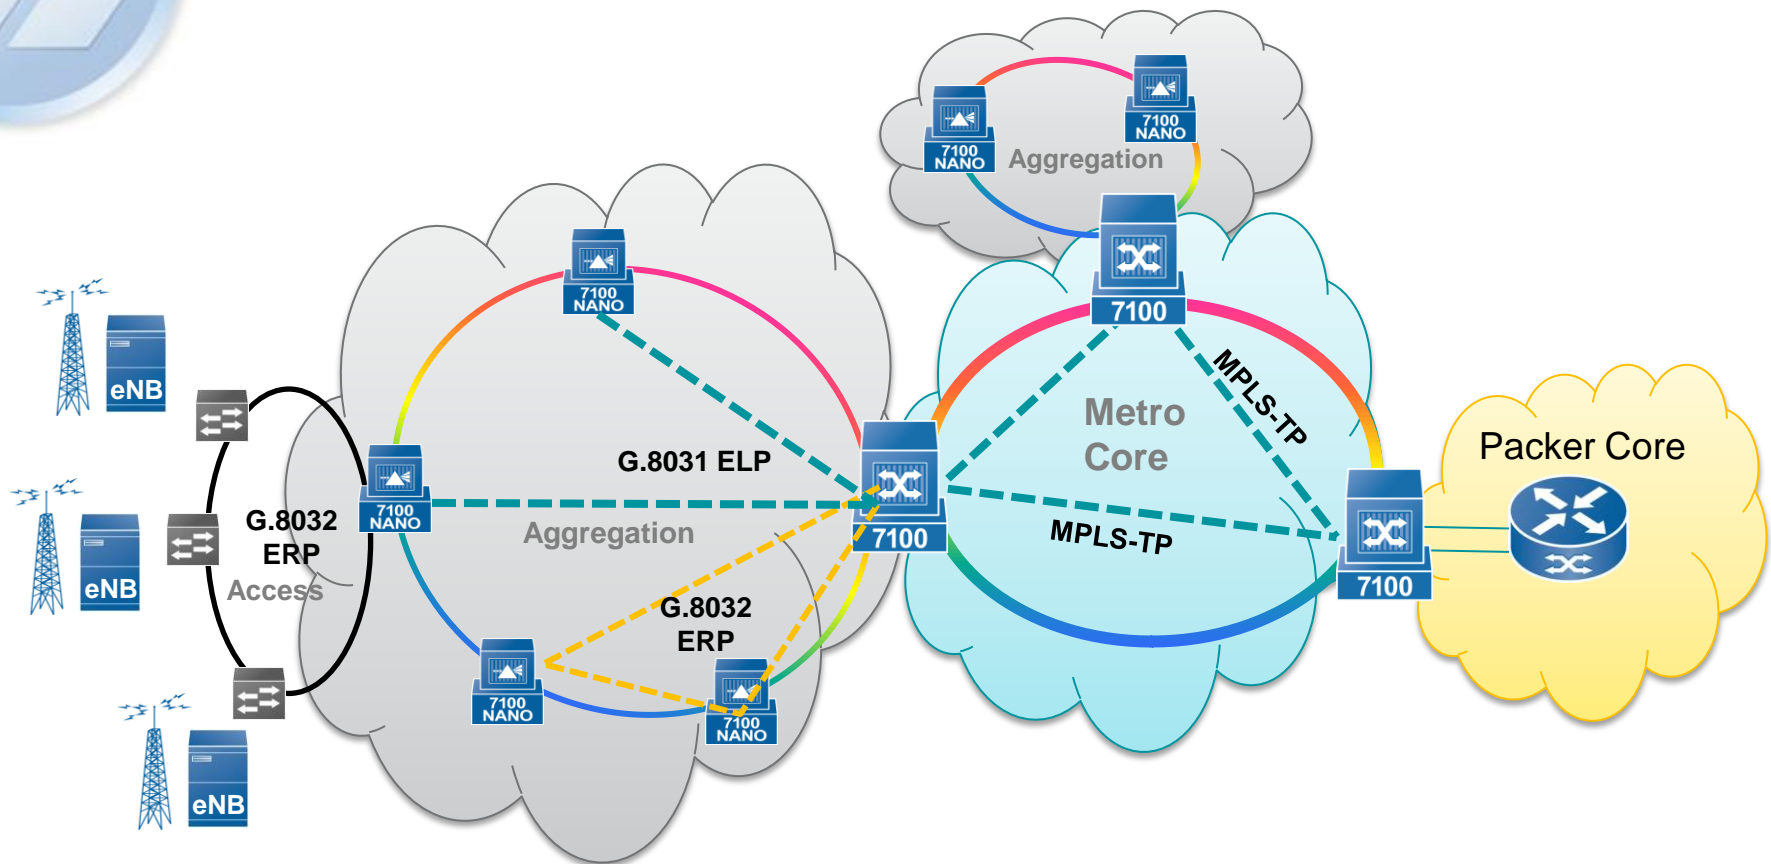 7100
NANO
7100
NANO
Aggregation
7100
7100
NANO
eNB
eNB
eNB
G.8032
ERP
Access
7100
NANO
G.8031 ELP
Aggregation
G.8032
ERP
7100
NANO
7100
NANO
7100
Metro
Core
MPLS-TP
MPLS-TP
7100
Packer Core